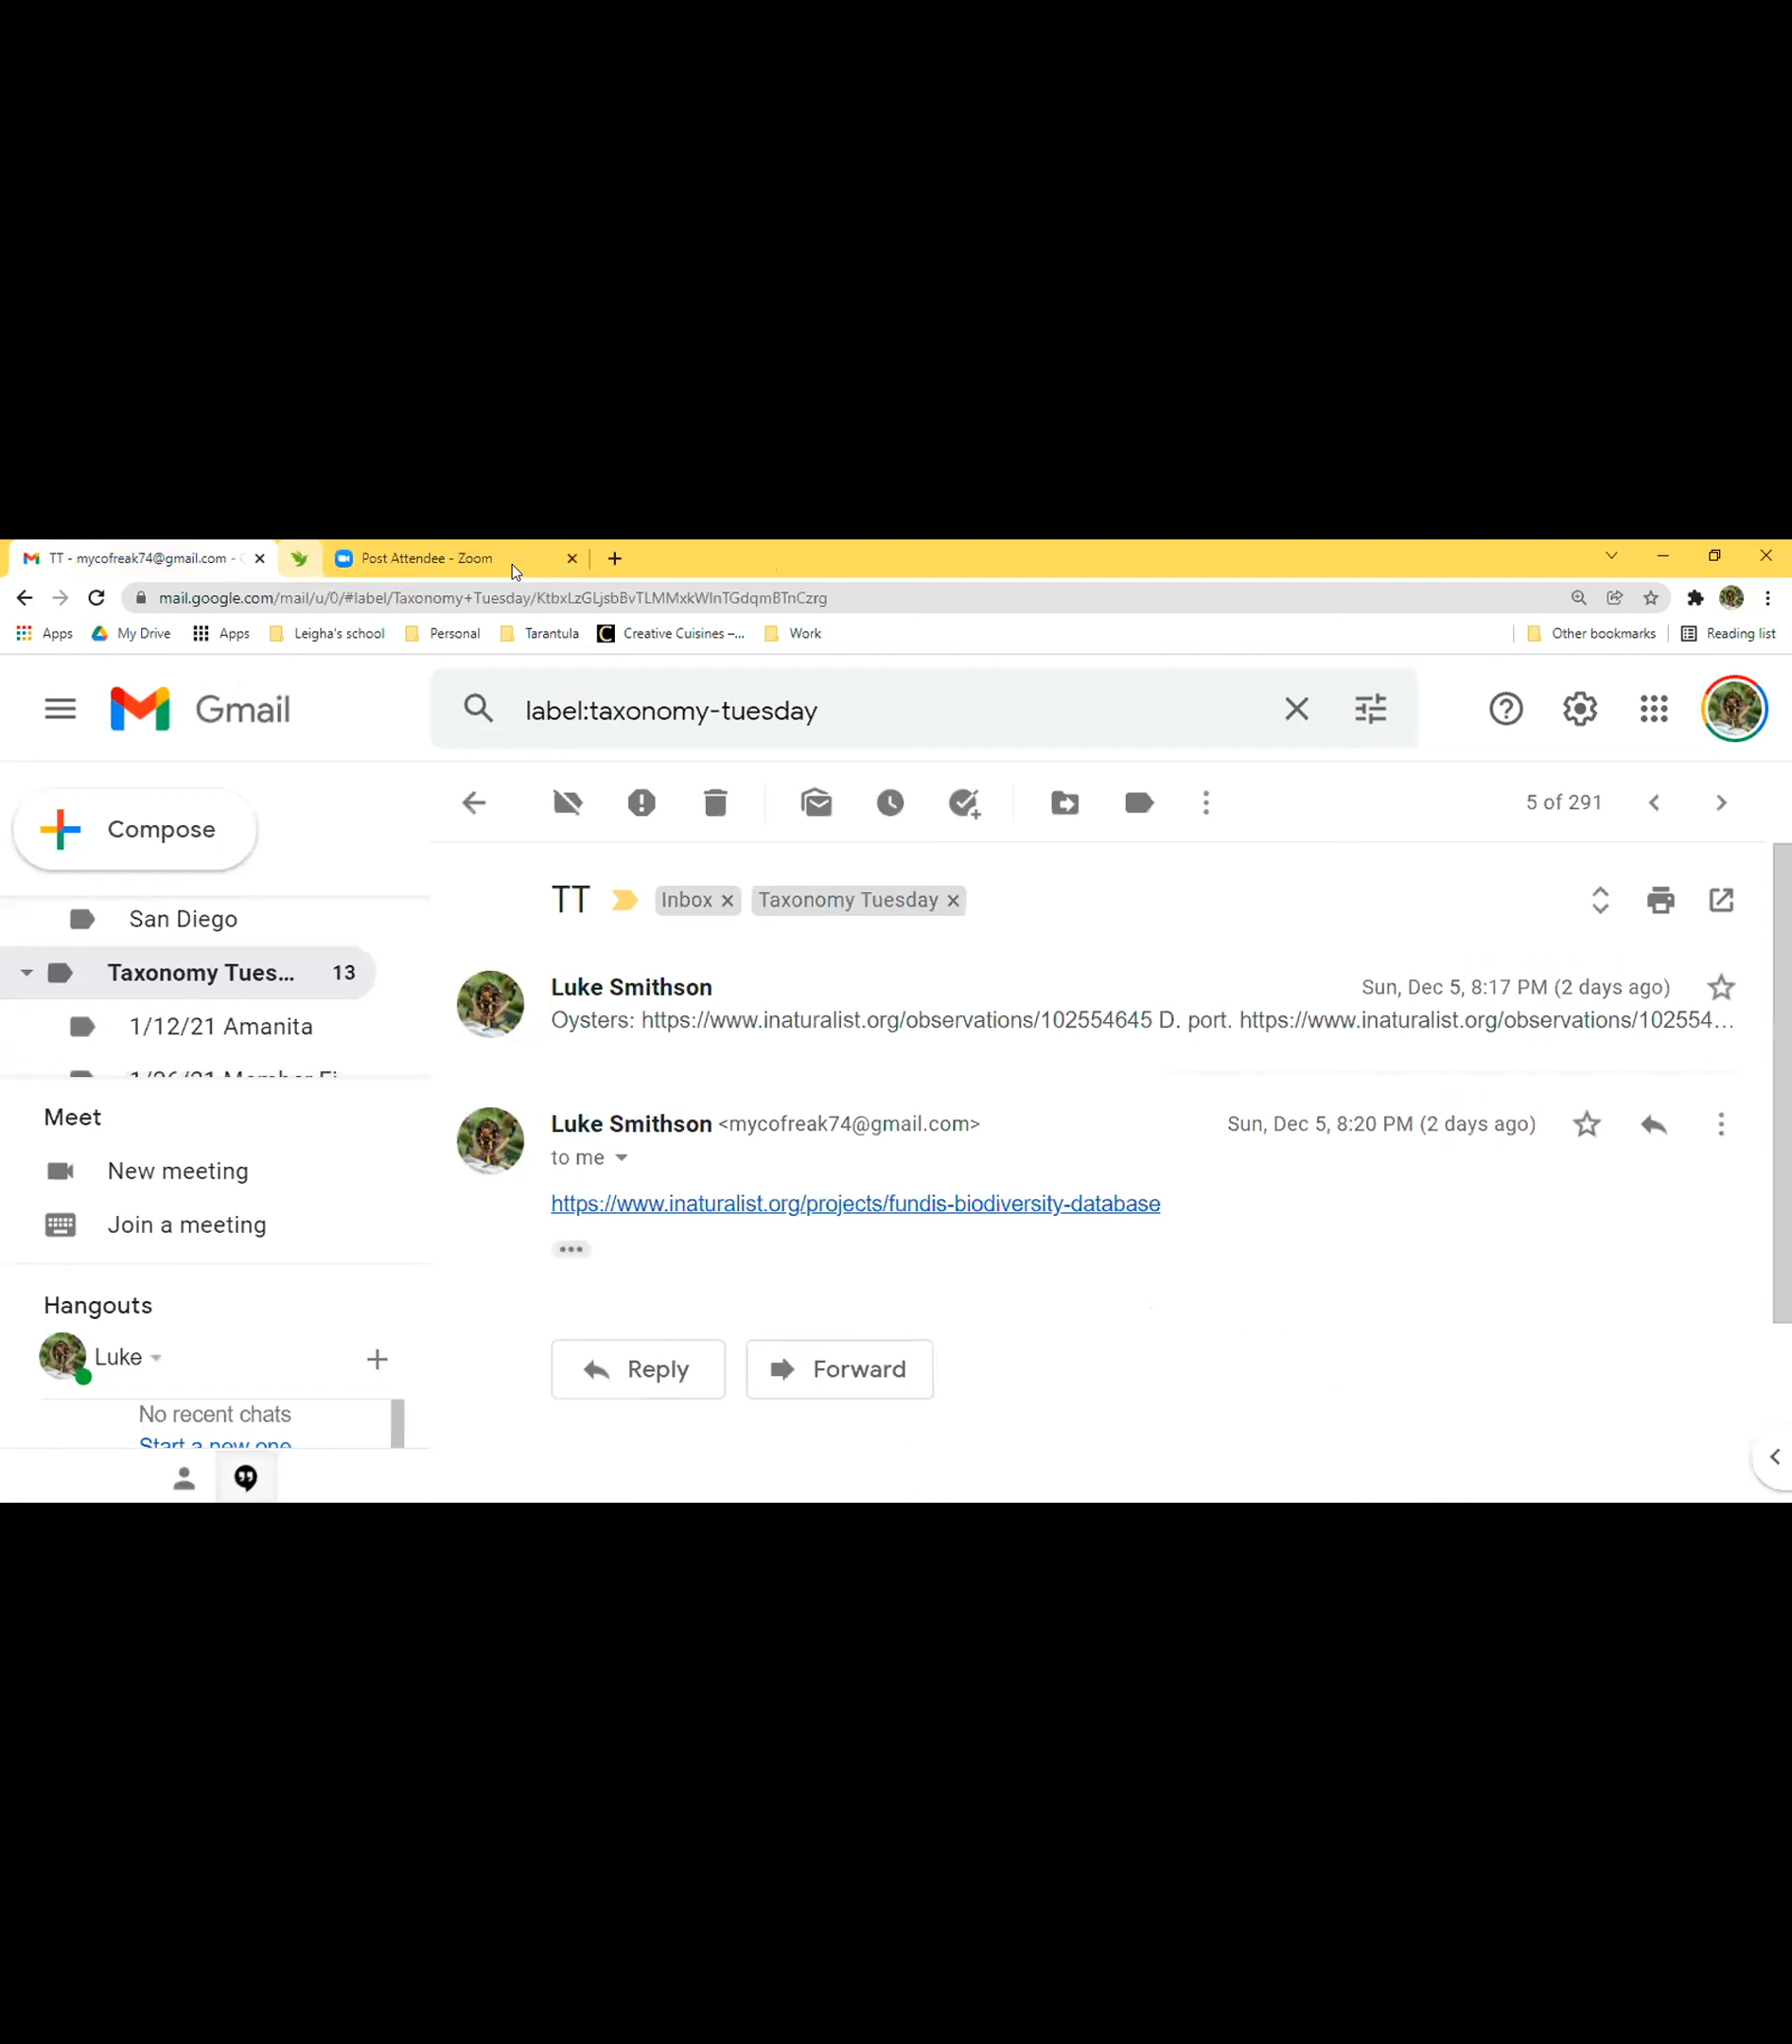 TT - mycofreak74@gmail.com -
Post Attendee - Zoom
mail.google.com/mail/u/0/#label/Taxonomy+Tuesday/KtbxLzGLjsbBvTLMMxkWlnTGdqmBTnCzrg
Apps My Drive Apps Leigha's school Personal Tarantula Creative Cuisines –... Work Other bookmarks Reading list
Gmail
label:taxonomy-tuesday
Compose
5 of 291
San Diego
Taxonomy Tues... 13
1/12/21 Amanita
TT Inbox Taxonomy Tuesday
Luke Smithson Sun, Dec 5, 8:17 PM (2 days ago)
Oysters: https://www.inaturalist.org/observations/102554645 D. port. https://www.inaturalist.org/observations/102554...
Luke Smithson <mycofreak74@gmail.com> Sun, Dec 5, 8:20 PM (2 days ago)
to me
https://www.inaturalist.org/projects/fundis-biodiversity-database
Reply Forward
Meet
New meeting
Join a meeting
Hangouts
Luke
No recent chats
Start a new one